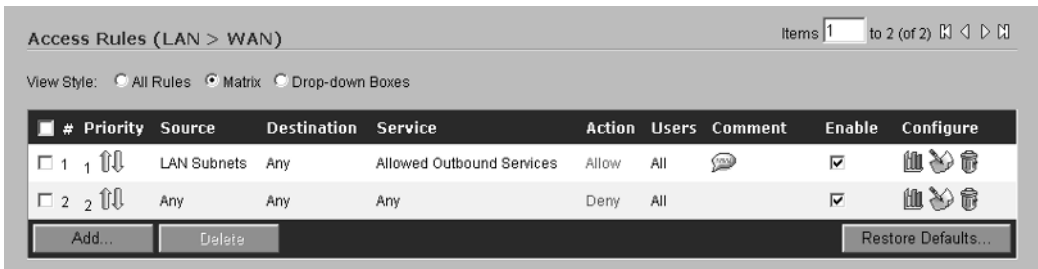 Access Rules (LAN > WAN)
Items 1 to 2 (of 2)
View Style: All Rules Matrix Drop-down Boxes
# Priority Source Destination Service Action Users Comment Enable Configure
1 1 LAN Subnets Any Allowed Outbound Services Allow All
2 2 Any Any Any Deny All
Add... Delete Restore Defaults...